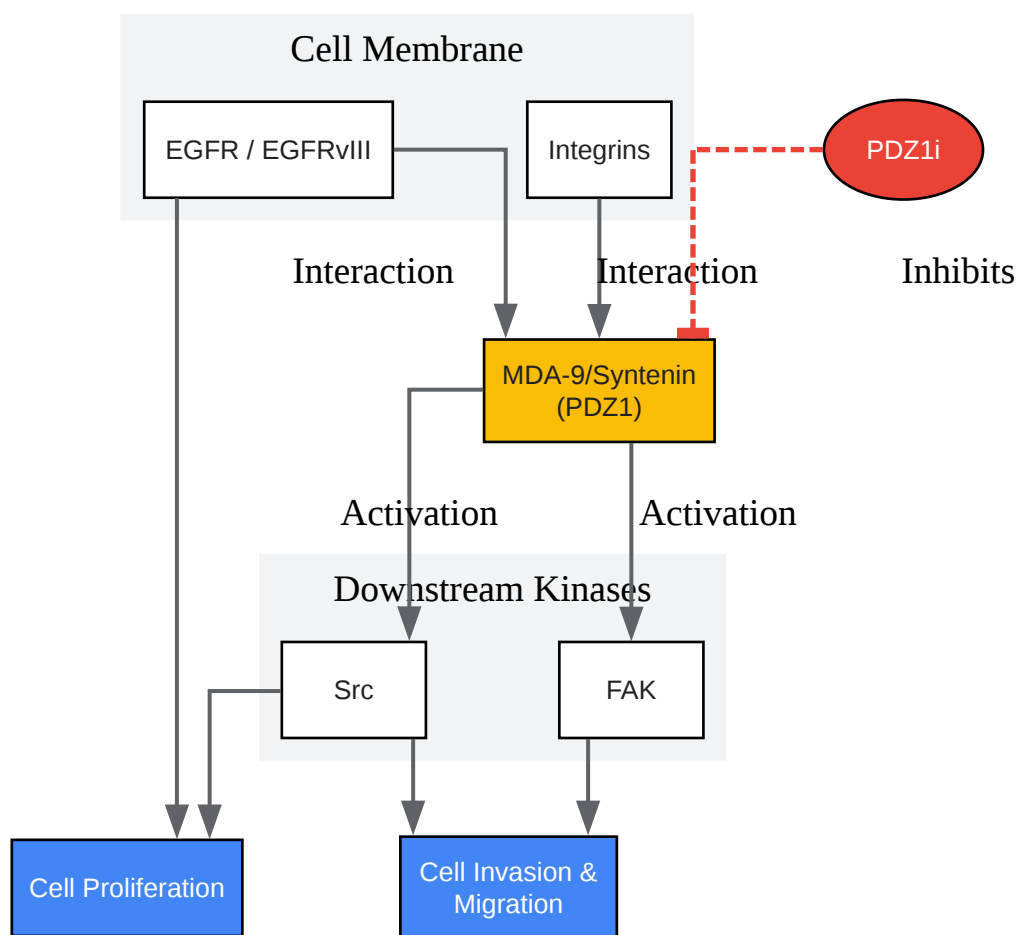 Cell Membrane
EGFR / EGFRvIII
Integrins
PDZ1i
Interaction
Interaction
Inhibits
MDA-9/Syntenin
(PDZ1)
Activation
Activation
Downstream Kinases
Src
FAK
Cell Proliferation
Cell Invasion &
Migration